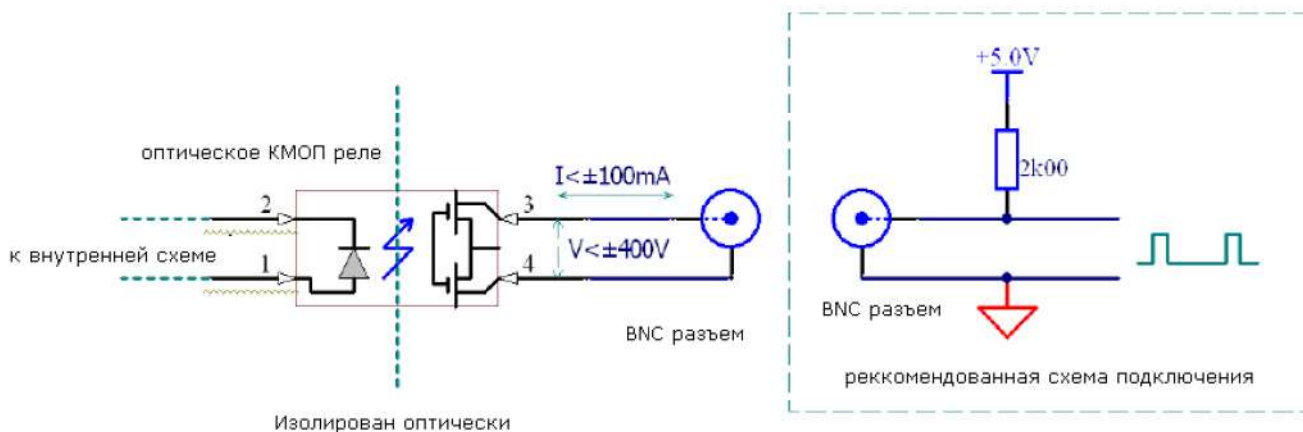 +5.0V
оптическое КМОП реле
2k00
I<±100mA
2
3
V<±400V
к внутренней схеме
1
4
BNC разъем
BNC разъем
реккомендованная схема подключения
Изолирован оптически